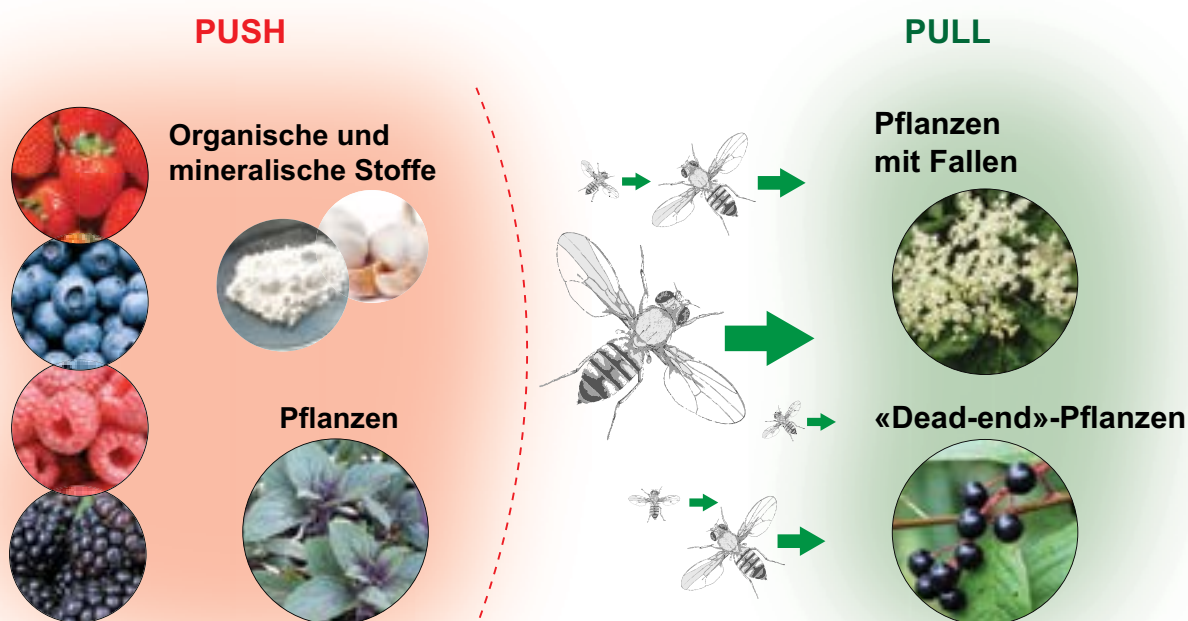 PUSH
Organische und
mineralische Stoffe
Pflanzen
PULL
Pflanzen
mit Fallen
«Dead-end»-Pflanzen